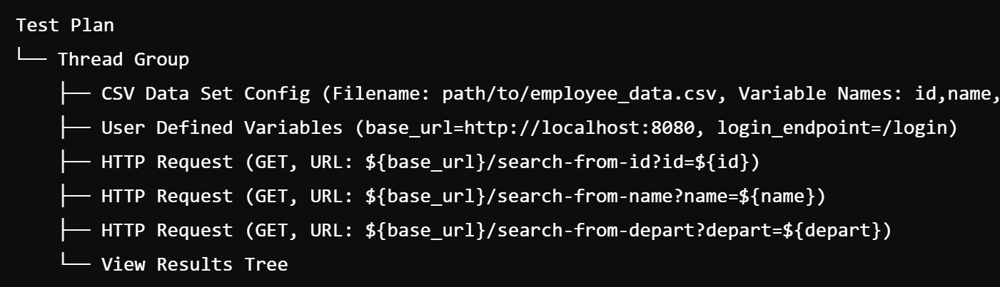 Test Plan
└── Thread Group
    ├── CSV Data Set Config (Filename: path/to/employee_data.csv, Variable Names: id,name,
    ├── User Defined Variables (base_url=http://localhost:8080, login_endpoint=/login)
    ├── HTTP Request (GET, URL: ${base_url}/search-from-id?id=${id})
    ├── HTTP Request (GET, URL: ${base_url}/search-from-name?name=${name})
    ├── HTTP Request (GET, URL: ${base_url}/search-from-depart?depart=${depart})
    └── View Results Tree